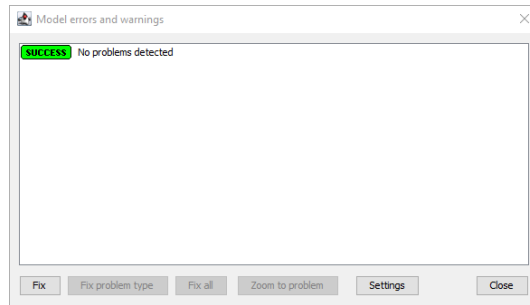 Model errors and warnings
SUCCESS No problems detected
Fix Fix problem type Fix all Zoom to problem Settings Close